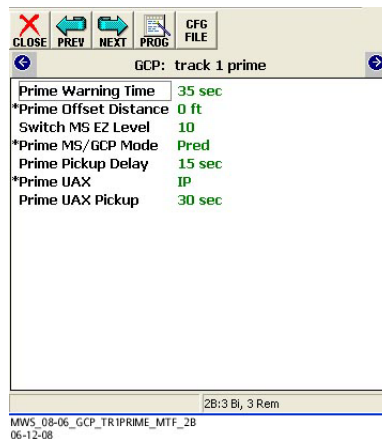 CLOSE PREV NEXT PROG CFG FILE
GCP: track 1 prime
Prime Warning Time 35 sec
*Prime Offset Distance 0 ft
Switch MS EZ Level 10
*Prime MS/GCP Mode Pred
Prime Pickup Delay 15 sec
*Prime UAX IP
Prime UAX Pickup 30 sec
2B:3 Bi, 3 Rem
MWS_08-06_GCP_TR1PRIME_MTF_2B
06-12-08